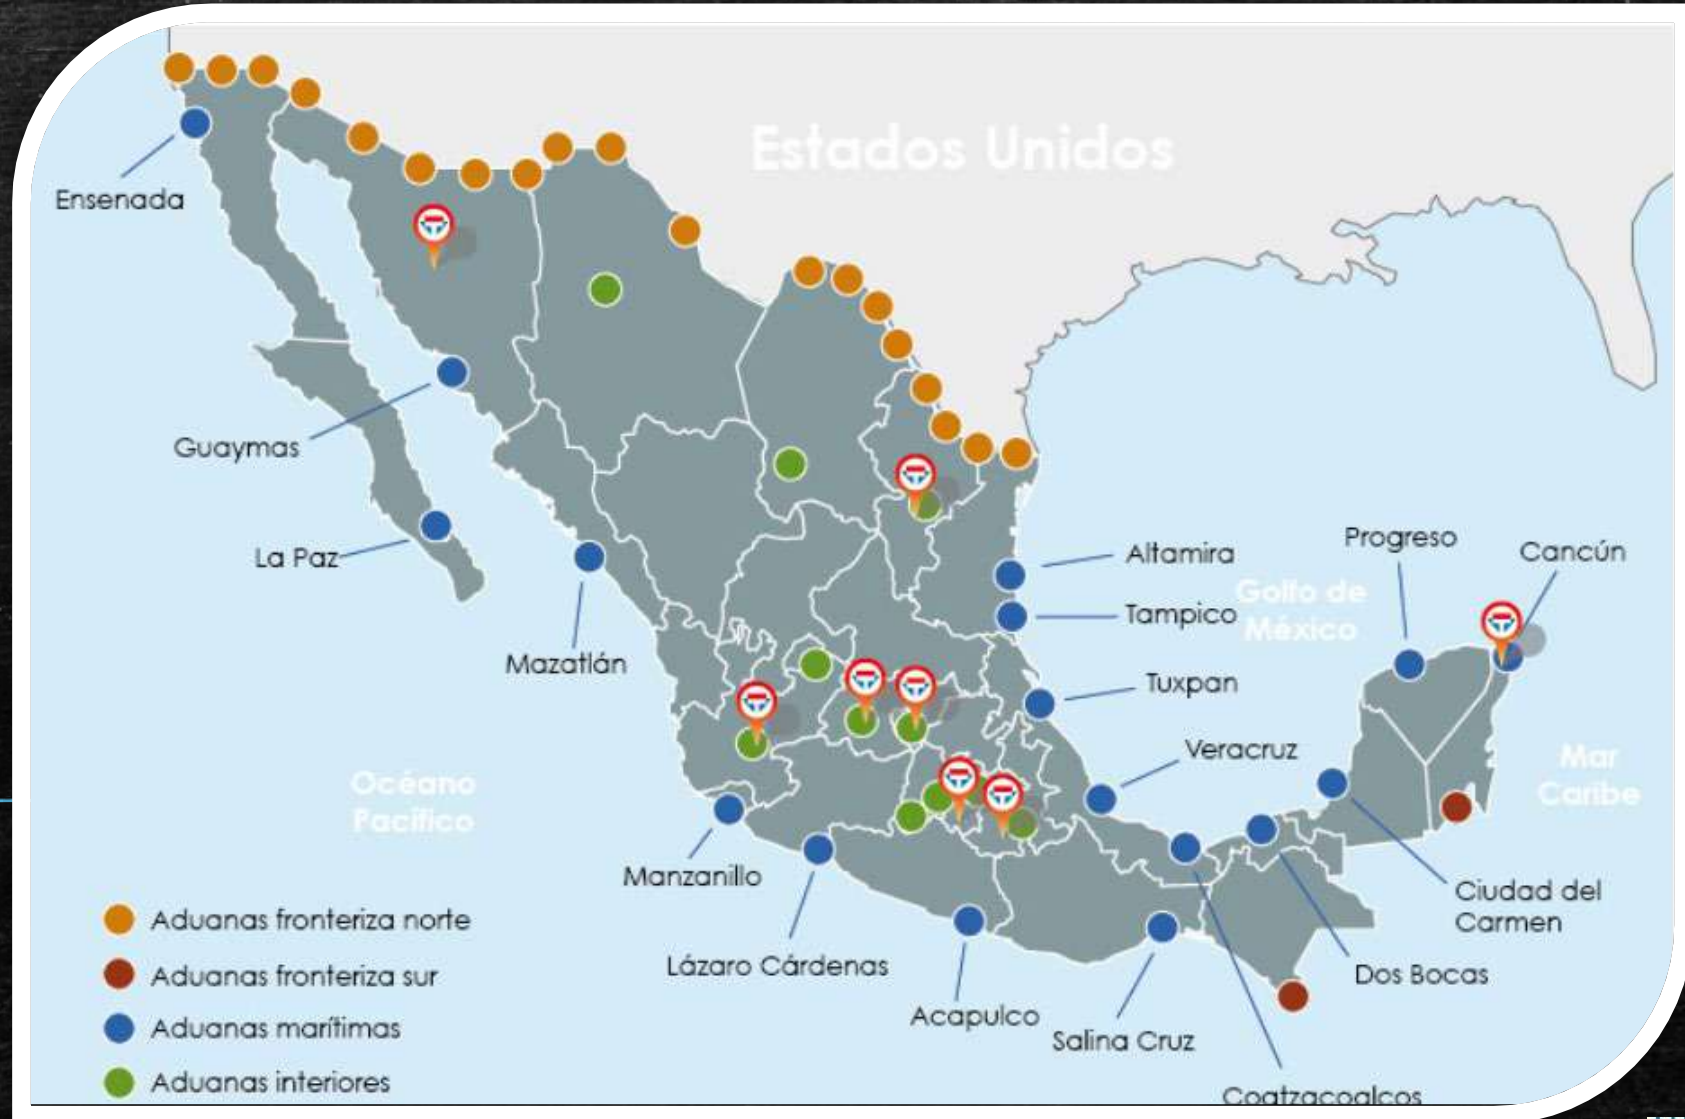 Estados Unidos
Ensenada
Guaymas
La Paz
Mazatlán
Altamira
Tampico
Golfo de
México
Progreso
Cancún
Tuxpan
Veracruz
Mar
Caribe
Océano
Pacífico
Manzanillo
Lázaro Cárdenas
Acapulco
Salina Cruz
Ciudad del
Carmen
Dos Bocas
Coatzacoalcos
Aduanas fronteriza norte
Aduanas fronteriza sur
Aduanas marítimas
Aduanas interiores